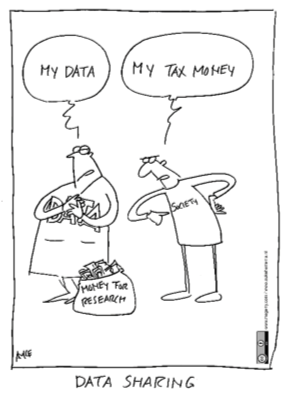 MY DATA
MY TAX MONEY
SOCIETY
MONEY FOR
RESEARCH
DATA SHARING